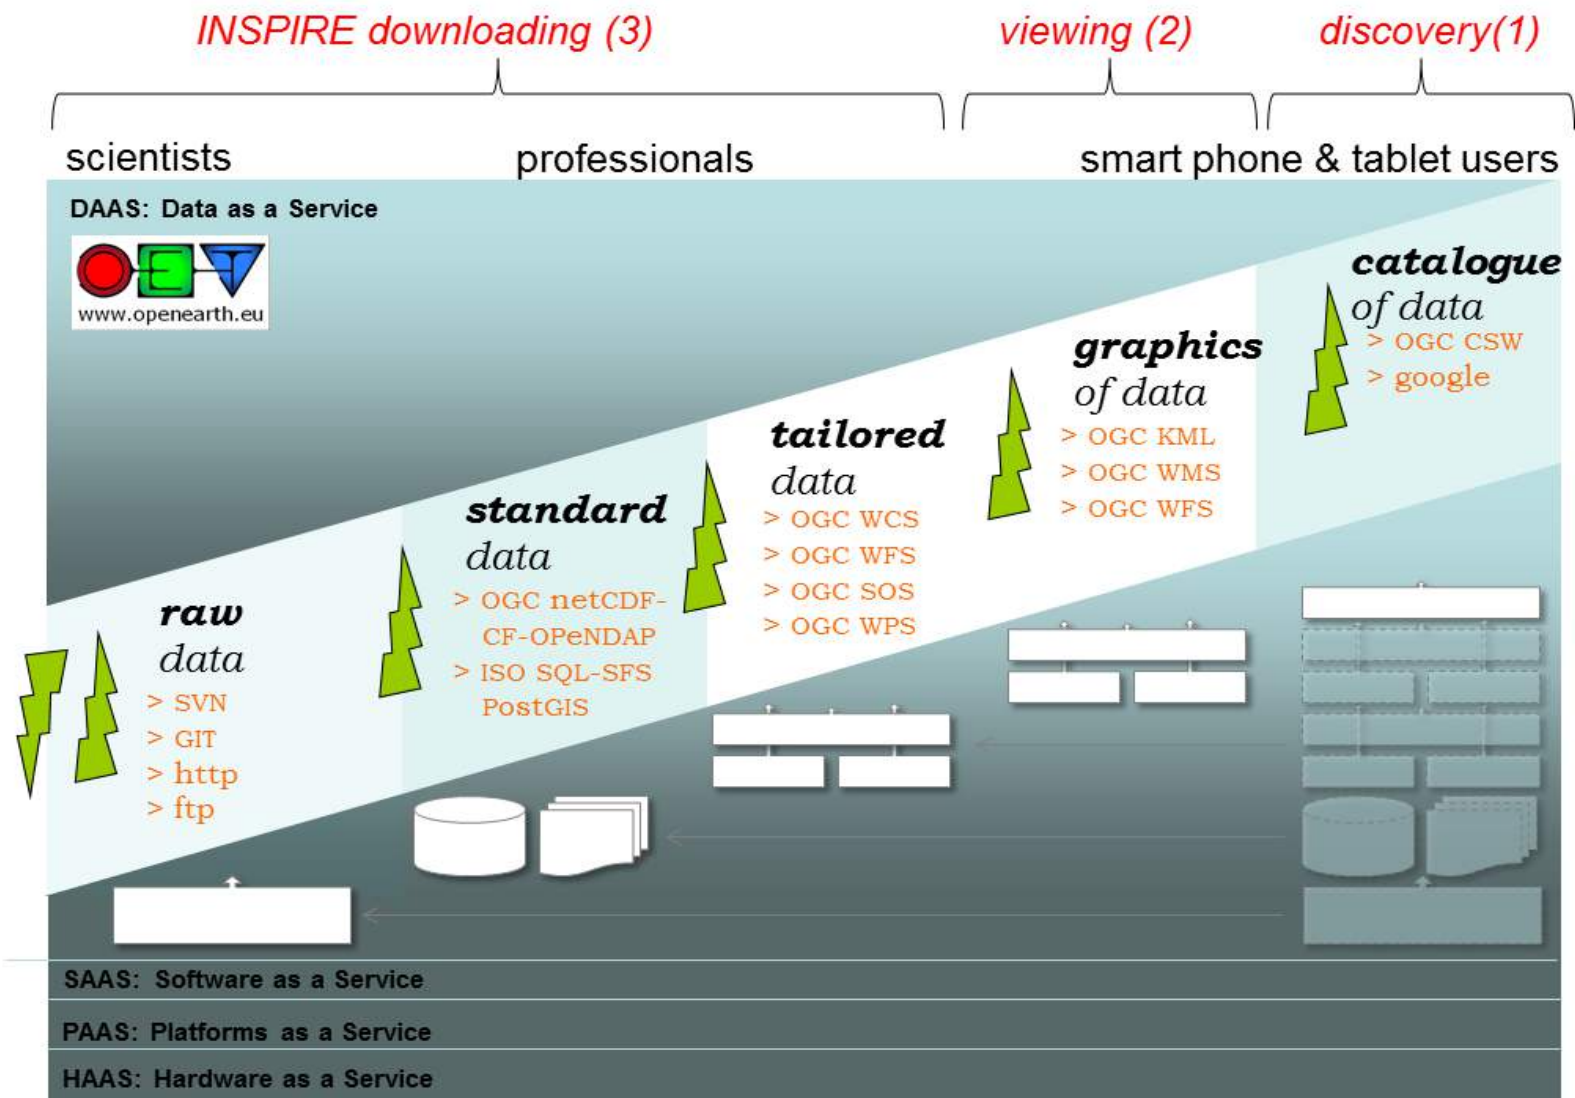 INSPIRE downloading (3)
viewing (2)
discovery(1)
scientists
professionals
smart phone & tablet users
DAAS: Data as a Service
www.openearth.eu
raw
data
> SVN
> GIT
> http
> ftp
standard
data
> OGC netCDF-
CF-OPeNDAP
> ISO SQL-SFS
PostGIS
tailored
data
> OGC WCS
> OGC WFS
> OGC SOS
> OGC WPS
graphics
of data
> OGC KML
> OGC WMS
> OGC WFS
catalogue
of data
> OGC CSW
> google
SAAS: Software as a Service
PAAS: Platforms as a Service
HAAS: Hardware as a Service